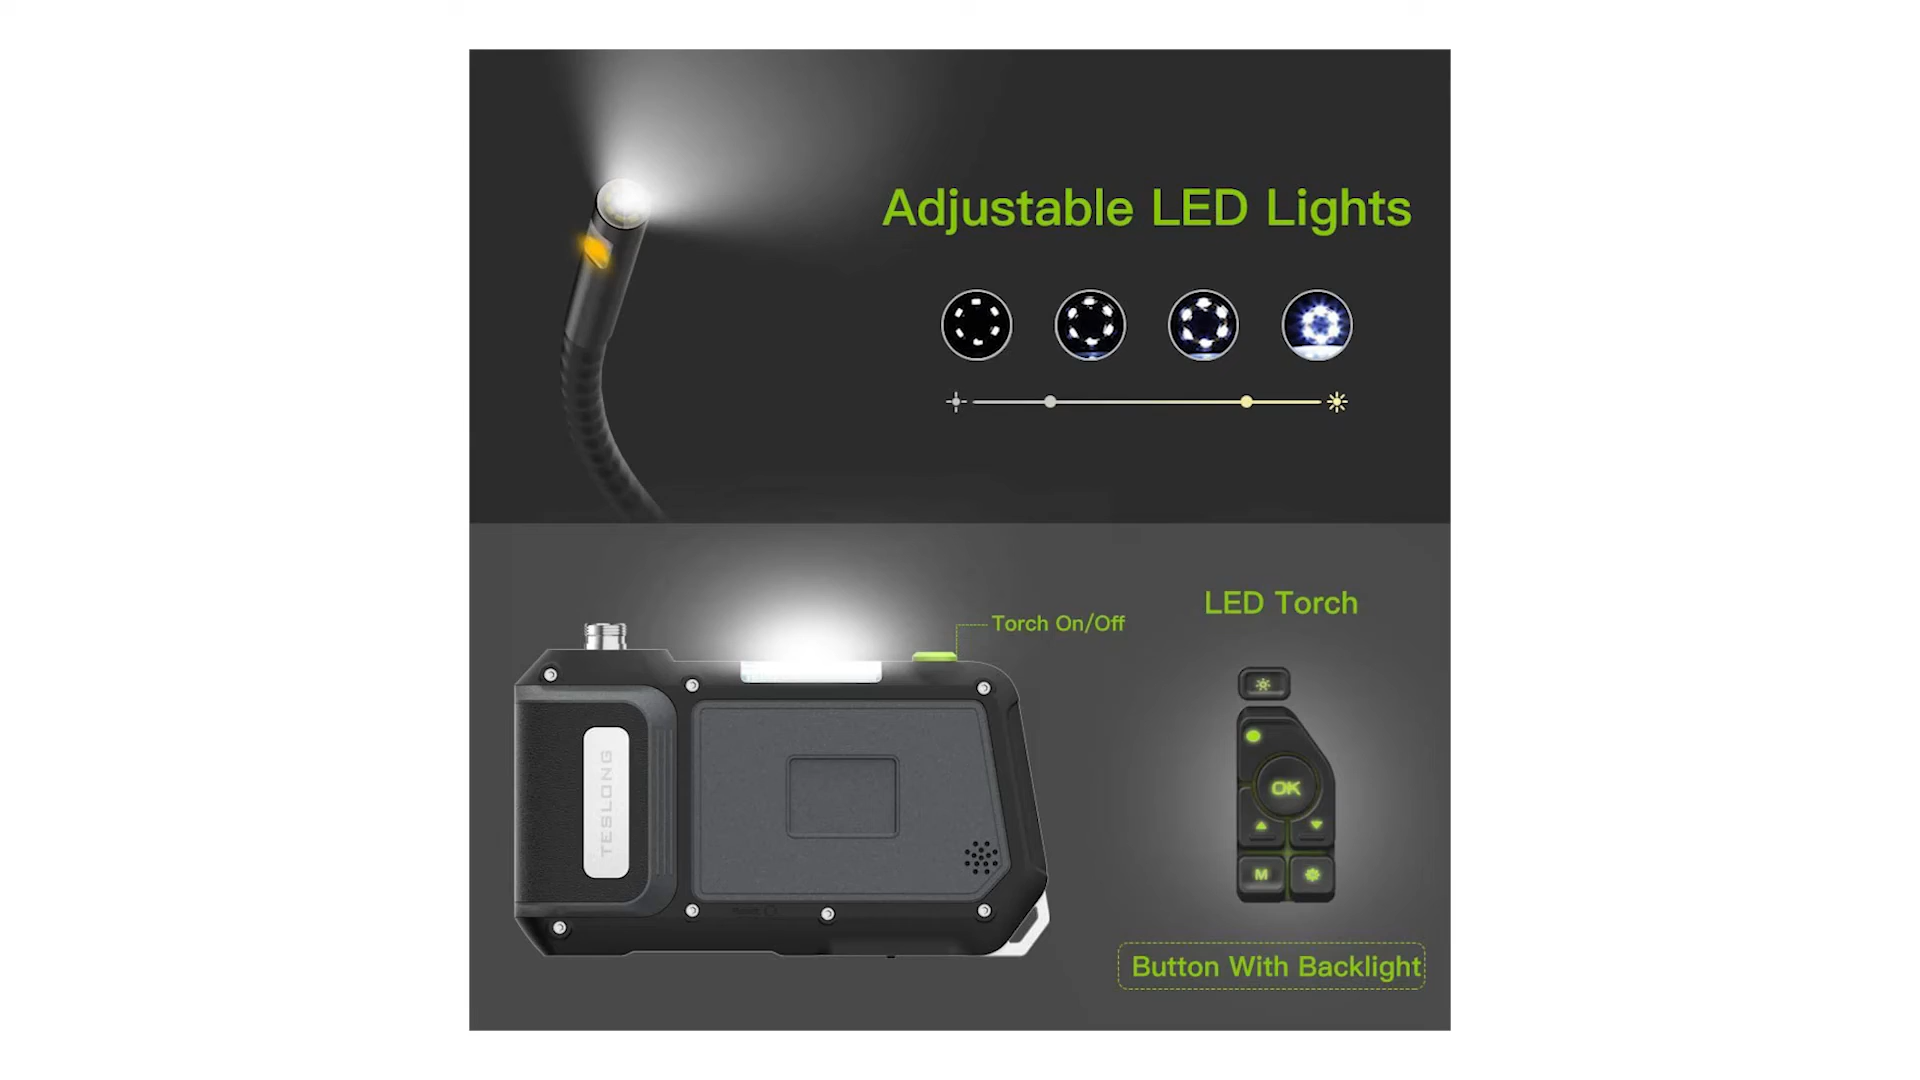 Adjustable LED Lights
LED Torch
Torch On/Off
TESLONG
OK
M
Button With Backlight